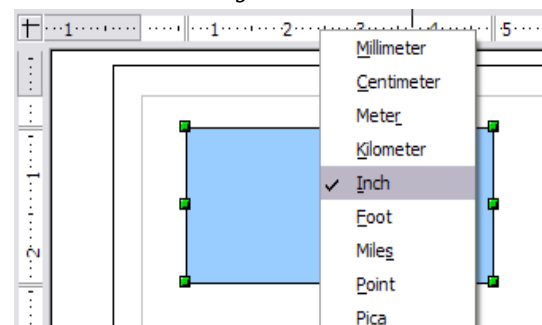 1 1 2 3 4 5
Millimeter
Centimeter
Meter
Kilometer
1
✓ Inch
Foot
Miles
2
Point
Pica